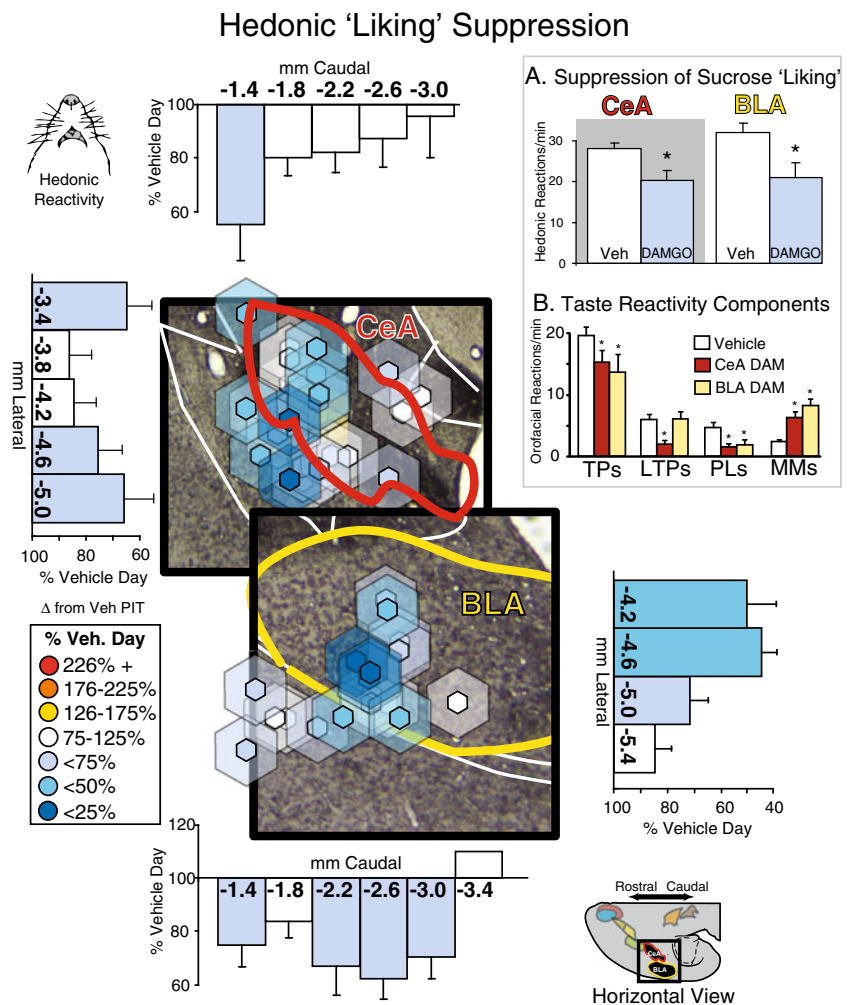 Hedonic ‘Liking’ Suppression
mm Caudal
-1.4 -1.8 -2.2 -2.6 -3.0
100
60
% Vehicle Day
Hedonic
Reactivity
A. Suppression of Sucrose ‘Liking’
CeA BLA
30
20
10
0
Hedonic Reactions/min
* *
Veh DAMGO Veh DAMGO
B. Taste Reactivity Components
20
10
0
Orofacial Reactions/min
Vehicle
CeA DAM
BLA DAM
* * * * * * *
TPs LTPs PLs MMs
mm Lateral
-3.4
-3.8
-4.2
-4.6
-5.0
100 80 60
% Vehicle Day
CeA
BLA
Δ from Veh PIT
% Veh. Day
226% +
176-225%
126-175%
75-125%
<75%
<50%
<25%
mm Lateral
-4.2
-4.6
-5.0
-5.4
100 80 60 40
% Vehicle Day
120
100
80
60
% Vehicle Day
mm Caudal
-1.4 -1.8 -2.2 -2.6 -3.0 -3.4
Rostral Caudal
CeA
BLA
Horizontal View